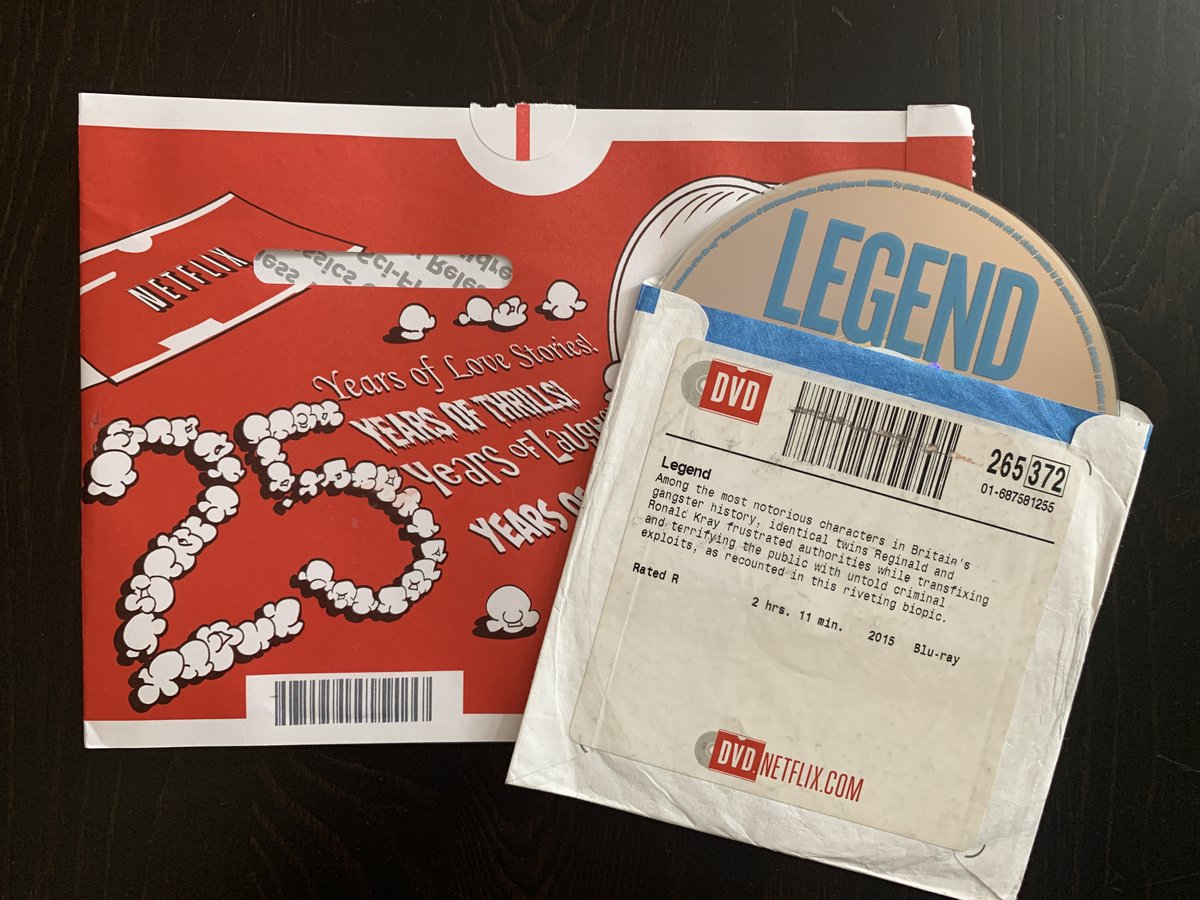 NETFLIX
Years of Love Stories!
YEARS OF THRILLS!
Years of Laugh
YEARS OF
25
LEGEND
DVD
265 372
01-687581255
Legend
Among the most notorious characters in Britain's
gangster history, identical twins Reginald and
Ronald Kray frustrated authorities while transfixing
and terrifying the public with untold criminal
exploits, as recounted in this riveting biopic.
Rated R
2 hrs. 11 min. 2015 Blu-ray
DVD.NETFLIX.COM